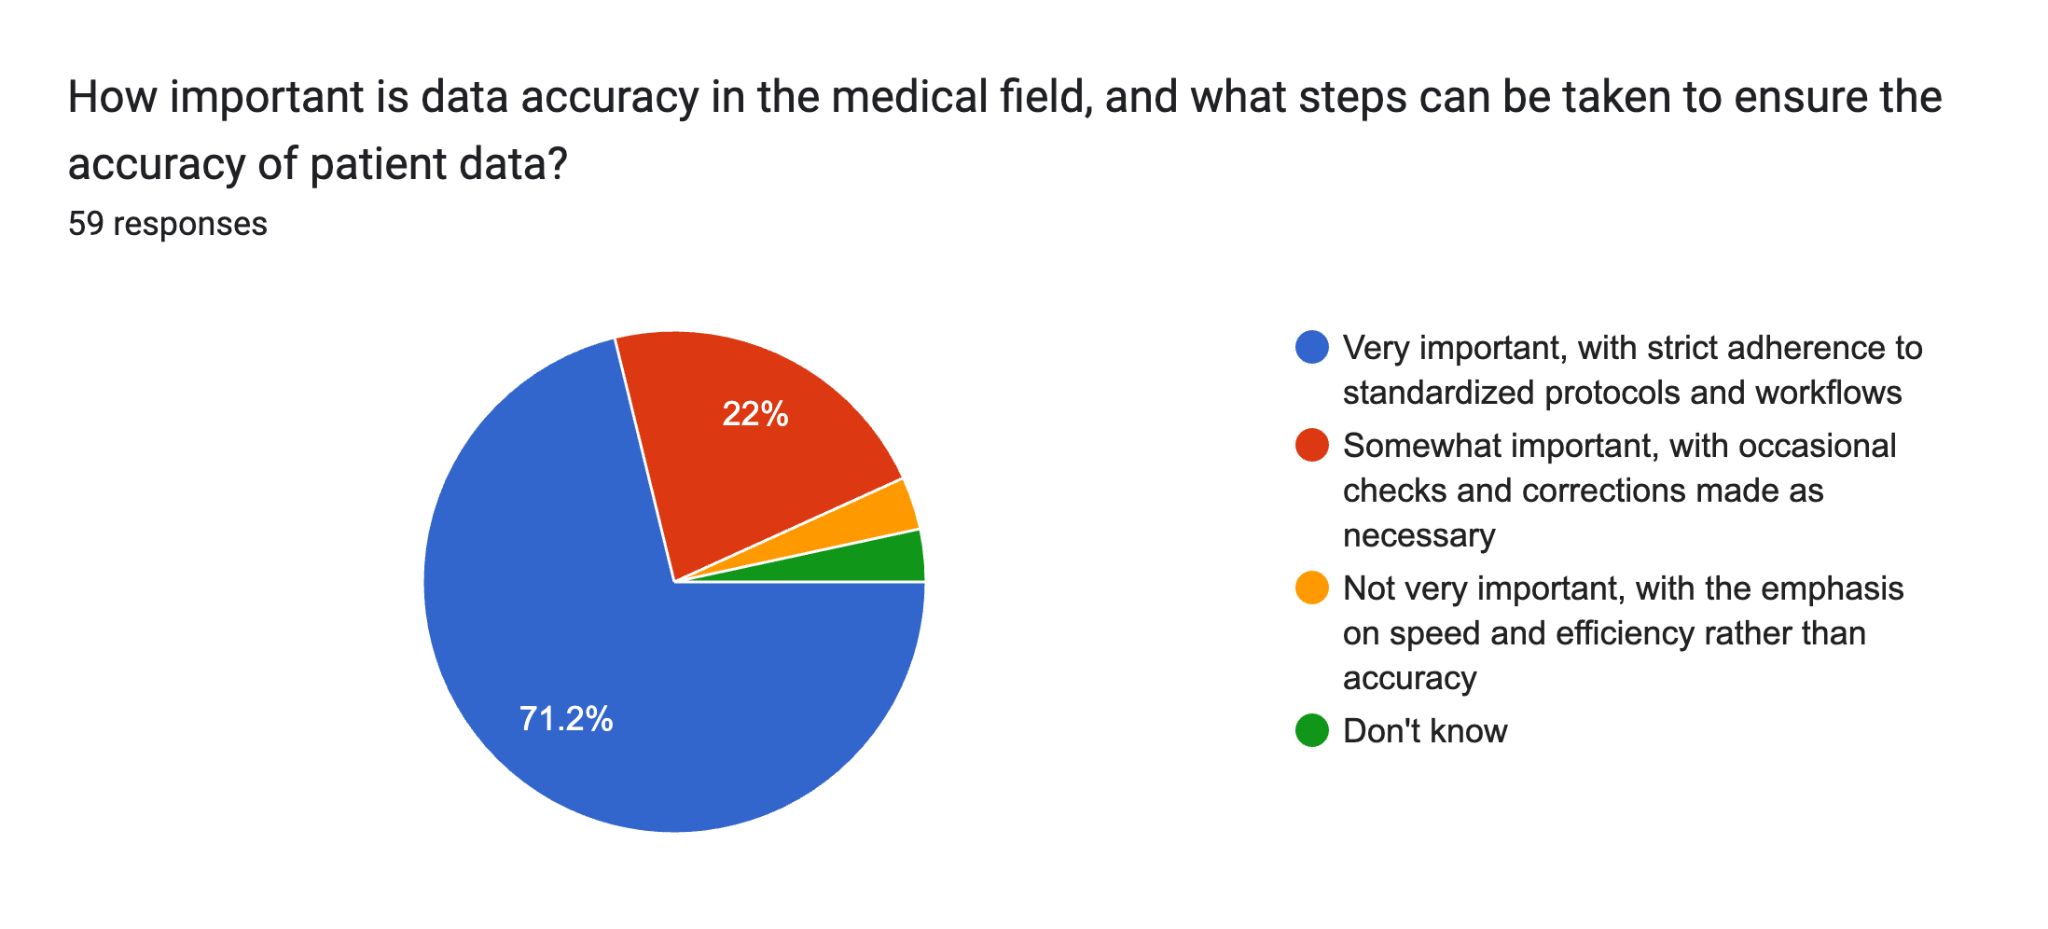 How important is data accuracy in the medical field, and what steps can be taken to ensure the
accuracy of patient data?
59 responses
22%
71.2%
Very important, with strict adherence to
standardized protocols and workflows
Somewhat important, with occasional
checks and corrections made as
necessary
Not very important, with the emphasis
on speed and efficiency rather than
accuracy
Don't know